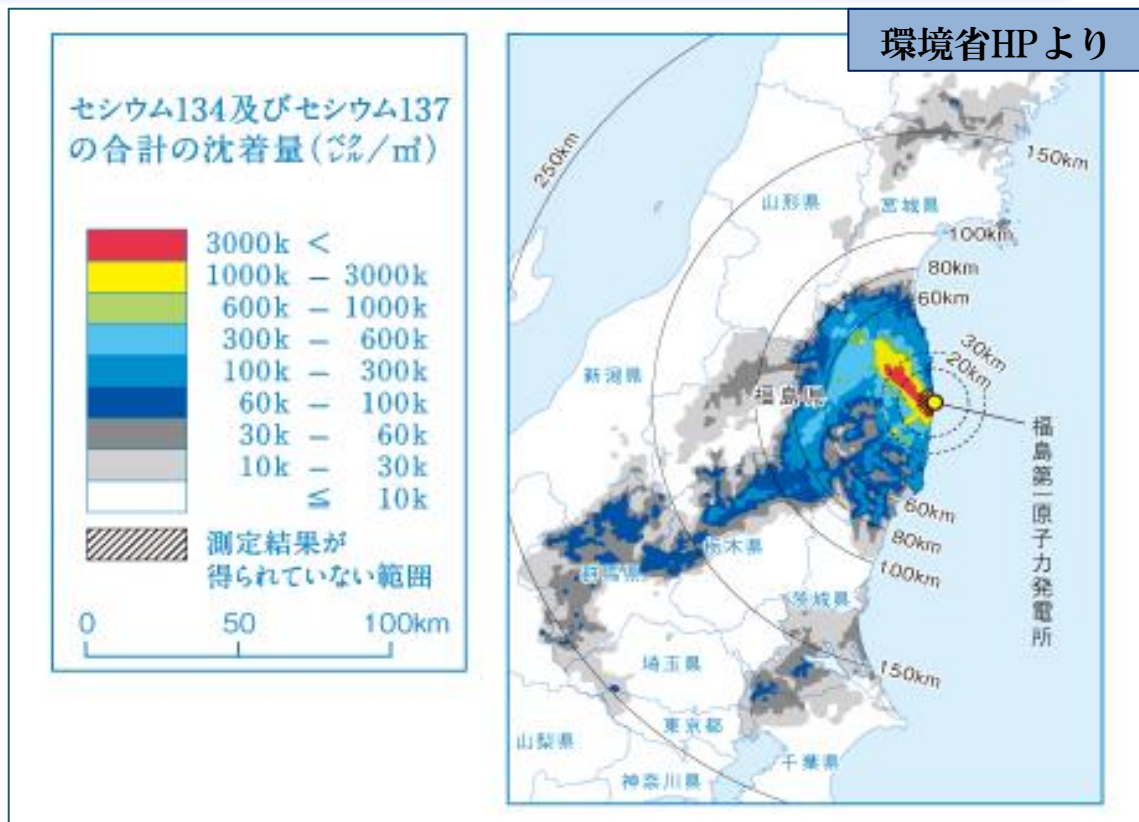 環境省HPより
セシウム134及びセシウム137
の合計の沈着量(ベクレル/㎡)
3000k <
1000k - 3000k
600k - 1000k
300k - 600k
100k - 300k
60k - 100k
30k - 60k
10k - 30k
≦ 10k
測定結果が
得られていない範囲
0 50 100km
250km
150km
山形県
宮城県
100km
80km
60km
30km
20km
新潟県
福島県
福島第一原子力発電所
60km
80km
100km
栃木県
群馬県
茨城県
埼玉県
150km
東京都
山梨県
千葉県
神奈川県